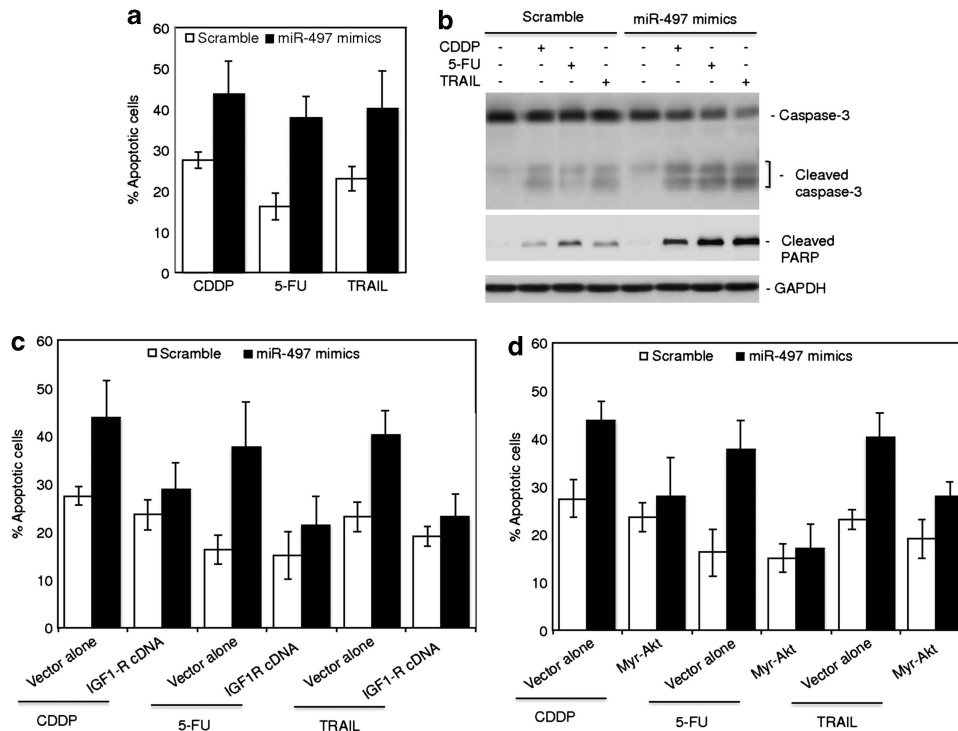 a
Scramble miR-497 mimics
% Apoptotic cells
60
50
40
30
20
10
0
CDDP 5-FU TRAIL
b
Scramble miR-497 mimics
CDDP - + - - - + - -
5-FU - - + - - - + -
TRAIL - - - + - - - +
- Caspase-3
- Cleaved
caspase-3
- Cleaved
PARP
- GAPDH
c
Scramble miR-497 mimics
% Apoptotic cells
60
50
40
30
20
10
0
Vector alone IGF1-R cDNA Vector alone IGF1R cDNA Vector alone IGF1-R cDNA
CDDP 5-FU TRAIL
d
Scramble miR-497 mimics
% Apoptotic cells
60
50
40
30
20
10
0
Vector alone Myr-Akt Vector alone Myr-Akt Vector alone Myr-Akt
CDDP 5-FU TRAIL